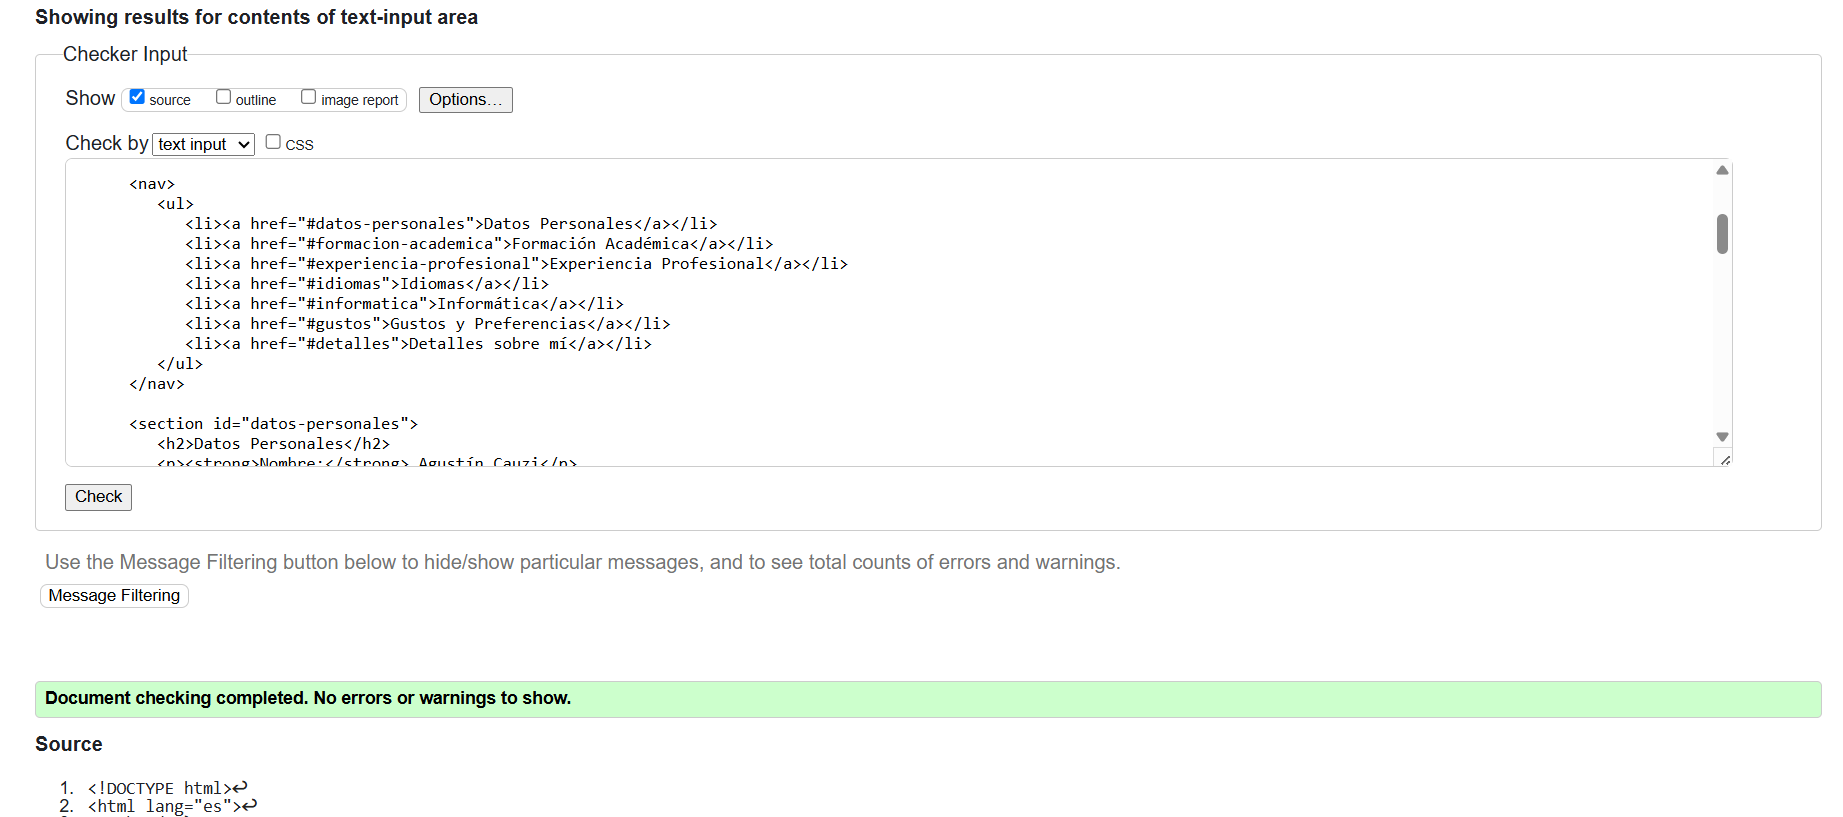 Showing results for contents of text-input area
Checker Input
Show source outline image report Options...
Check by text input CSS
<nav>
<ul>
<li><a href="#datos-personales">Datos Personales</a></li>
<li><a href="#formacion-academica">Formación Académica</a></li>
<li><a href="#experiencia-profesional">Experiencia Profesional</a></li>
<li><a href="#idiomas">Idiomas</a></li>
<li><a href="#informatica">Informática</a></li>
<li><a href="#gustos">Gustos y Preferencias</a></li>
<li><a href="#detalles">Detalles sobre mí</a></li>
</ul>
</nav>
<section id="datos-personales">
<h2>Datos Personales</h2>
<p><strong>Nombre:</strong> Agustín Cauzi</p>
Check
Use the Message Filtering button below to hide/show particular messages, and to see total counts of errors and warnings.
Message Filtering
Document checking completed. No errors or warnings to show.
Source
1. <!DOCTYPE html>↩
2. <html lang="es">↩